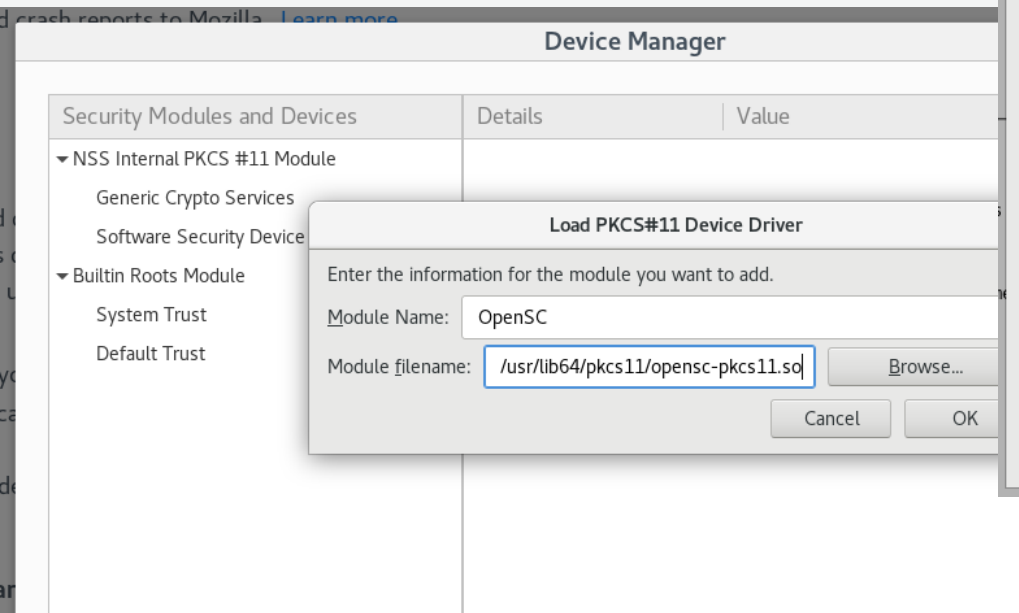 crash reports to Mozilla Learn more
Device Manager
Security Modules and Devices Details Value
NSS Internal PKCS #11 Module
Generic Crypto Services
Software Security Device
Builtin Roots Module
System Trust
Default Trust
Load PKCS#11 Device Driver
Enter the information for the module you want to add.
Module Name: OpenSC
Module filename: /usr/lib64/pkcs11/opensc-pkcs11.so Browse...
Cancel OK